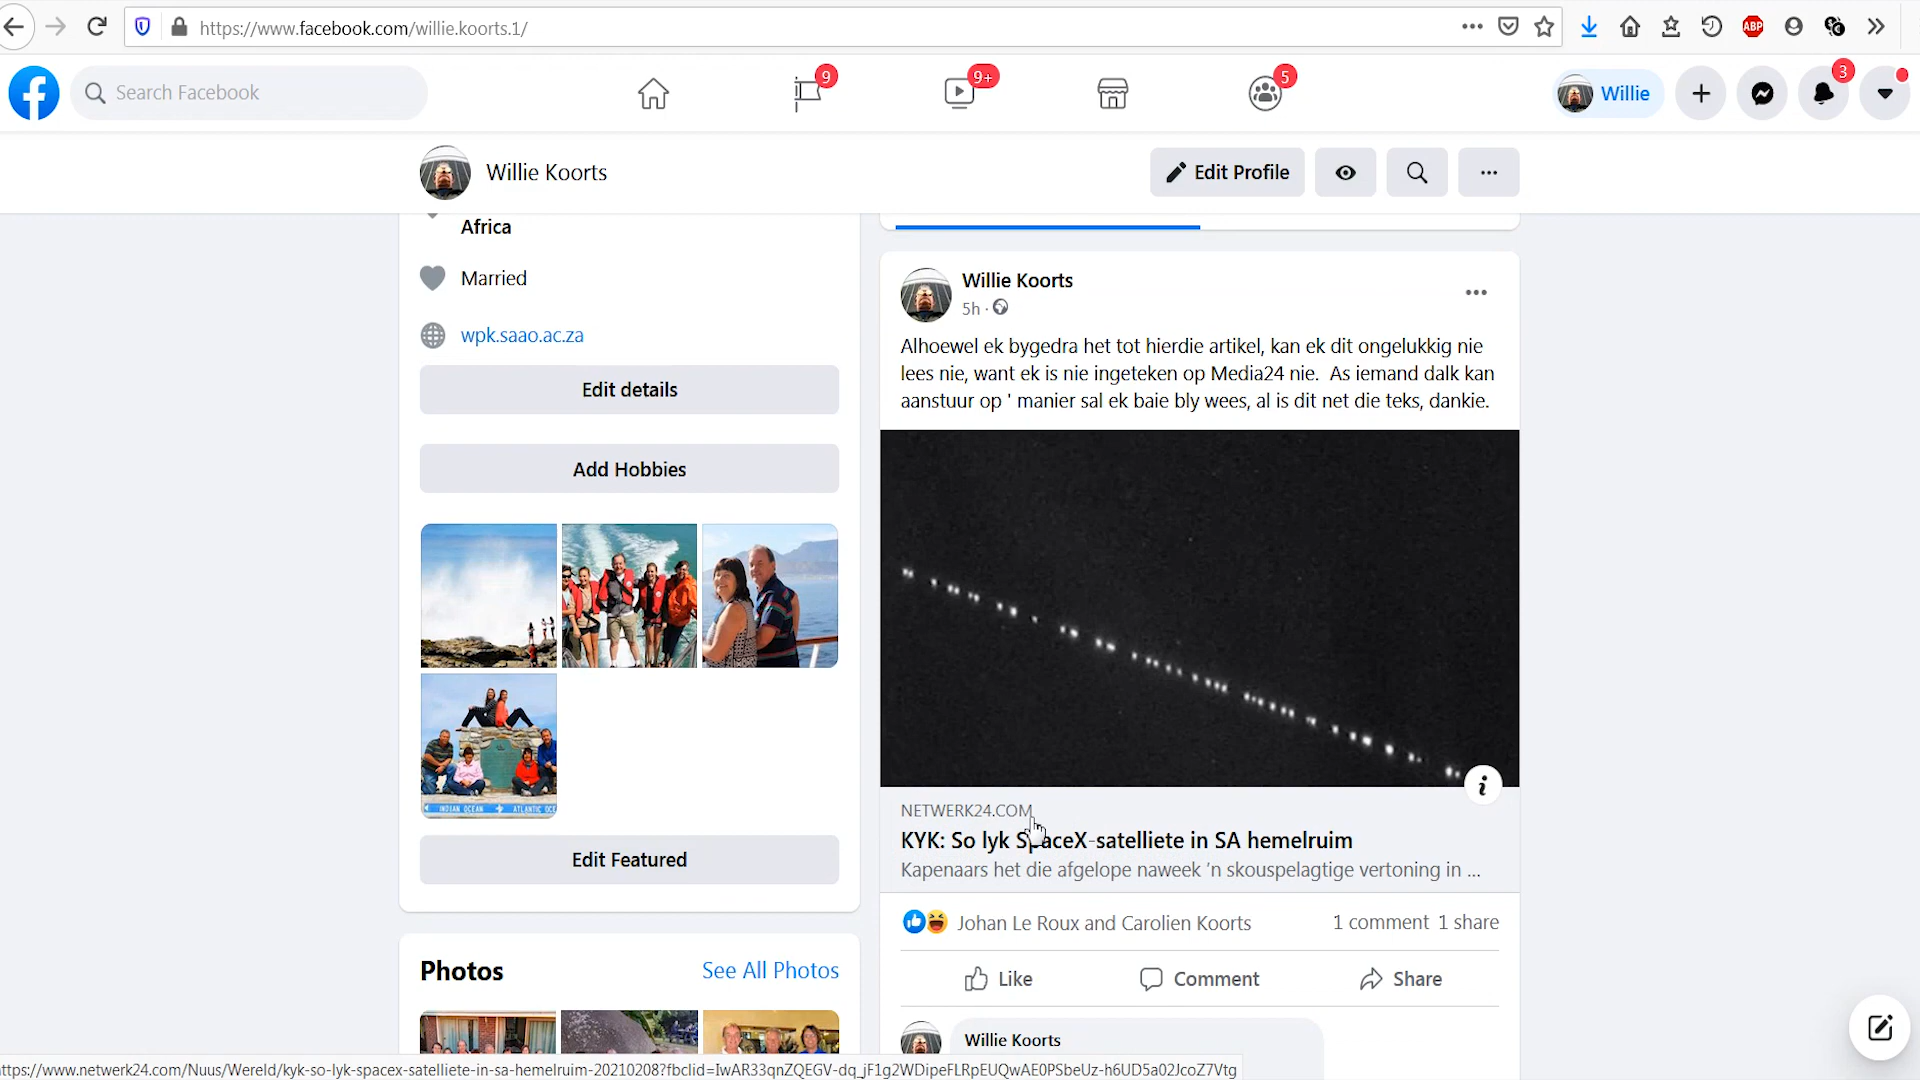 https://www.facebook.com/willie.koorts.1/
ABP
Search Facebook
9
9+
5
Willie
3
Willie Koorts
Edit Profile
Africa
Married
wpk.saao.ac.za
Edit details
Add Hobbies
INDIAN OCEAN
ATLANTIC OCE
Edit Featured
Photos
See All Photos
Willie Koorts
5h ·
Alhoewel ek bygedra het tot hierdie artikel, kan ek dit ongelukkig nie
lees nie, want ek is nie ingeteken op Media24 nie. As iemand dalk kan
aanstuur op ' manier sal ek baie bly wees, al is dit net die teks, dankie.
NETWERK24.COM
KYK: So lyk SpaceX-satelliete in SA hemelruim
Kapenaars het die afgelope naweek 'n skouspelagtige vertoning in ...
Johan Le Roux and Carolien Koorts
1 comment 1 share
Like
Comment
Share
Willie Koorts
ttps://www.netwerk24.com/Nuus/Wereld/kyk-so-lyk-spacex-satelliete-in-sa-hemelruim-20210208?fbclid=IwAR33qnZQEGV-dq_jF1g2WDipeFLRpEUQwAE0PSbeUz-h6UD5a02JcoZ7Vtg